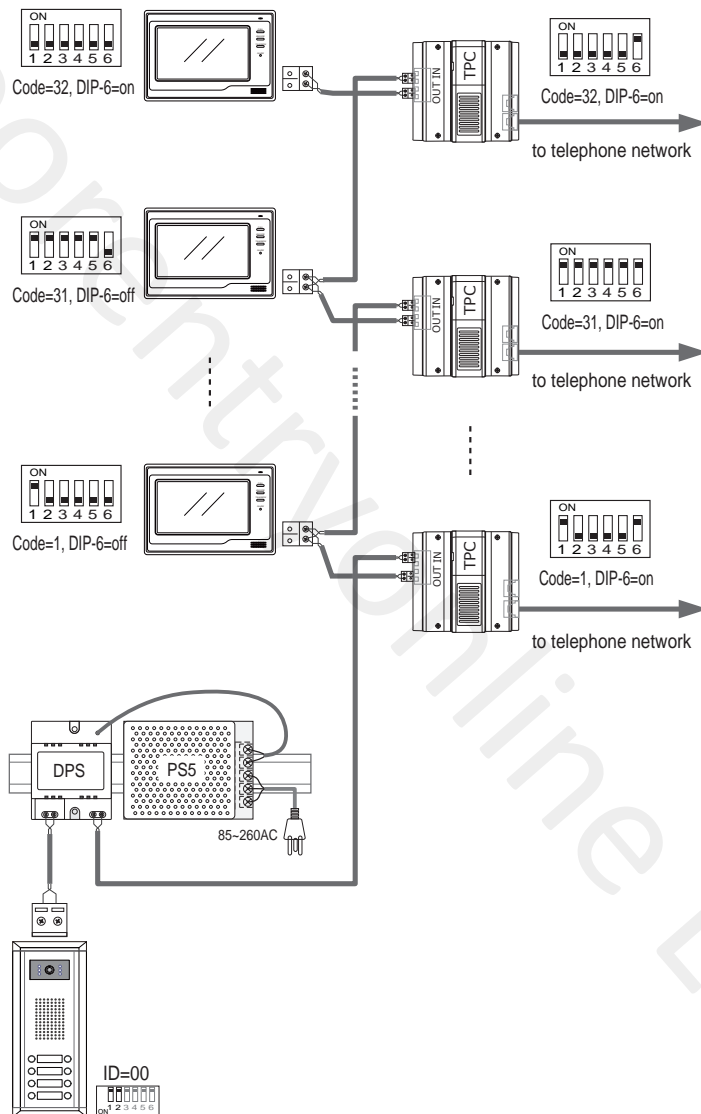 ON
1 2 3 4 5 6
Code=32, DIP-6=on
OUT IN
TPC
ON
1 2 3 4 5 6
Code=32, DIP-6=on
to telephone network
ON
1 2 3 4 5 6
Code=31, DIP-6=off
OUT IN
TPC
ON
1 2 3 4 5 6
Code=31, DIP-6=on
to telephone network
ON
1 2 3 4 5 6
Code=1, DIP-6=off
OUT IN
TPC
ON
1 2 3 4 5 6
Code=1, DIP-6=on
to telephone network
DPS
PS5
85~260AC
ID=00
ON
1 2 3 4 5 6
orentryonline L